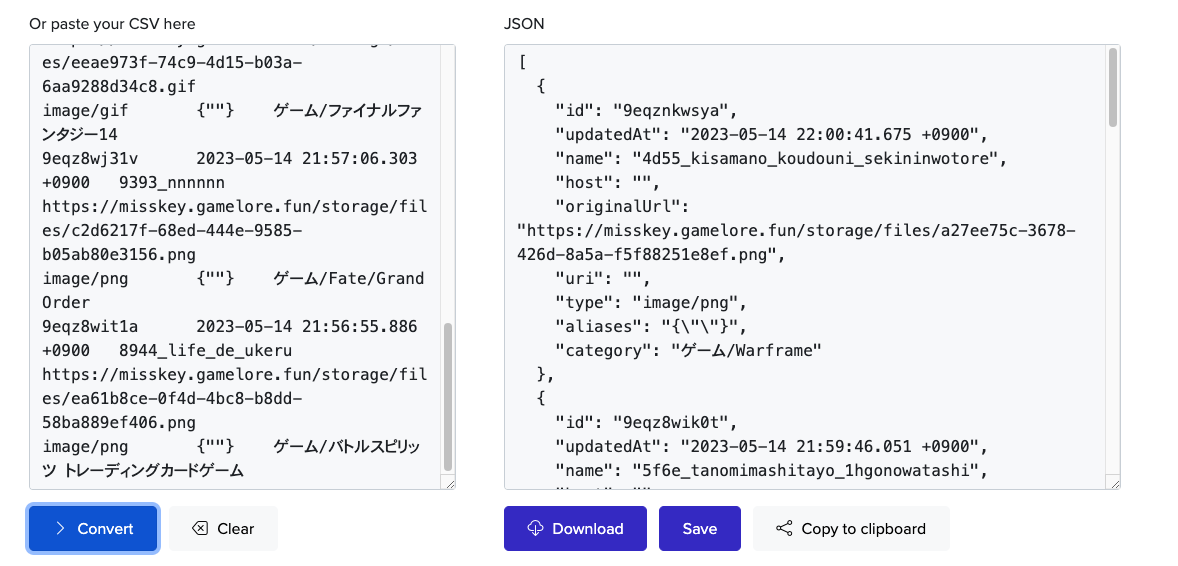 Or paste your CSV here
es/eeae973f-74c9-4d15-b03a-
6aa9288d34c8.gif
image/gif {""} ゲーム/ファイナルファ
ンタジー14
9eqz8wj31v 2023-05-14 21:57:06.303
+0900 9393_nnnnnn
https://misskey.gamelore.fun/storage/fil
es/c2d6217f-68ed-444e-9585-
b05ab80e3156.png
image/png {""} ゲーム/Fate/Grand
Order
9eqz8wit1a 2023-05-14 21:56:55.886
+0900 8944_life_de_ukeru
https://misskey.gamelore.fun/storage/fil
es/ea61b8ce-0f4d-4bc8-b8dd-
58ba889ef406.png
image/png {""} ゲーム/バトルスピリッ
ツ トレーディングカードゲーム
Convert
Clear
JSON
[
{
"id": "9eqznkwsya",
"updatedAt": "2023-05-14 22:00:41.675 +0900",
"name": "4d55_kisamano_koudouni_sekininwotore",
"host": "",
"originalUrl":
"https://misskey.gamelore.fun/storage/files/a27ee75c-3678-
426d-8a5a-f5f88251e8ef.png",
"uri": "",
"type": "image/png",
"aliases": "{\"\"}",
"category": "ゲーム/Warframe"
},
{
"id": "9eqz8wik0t",
"updatedAt": "2023-05-14 21:59:46.051 +0900",
"name": "5f6e_tanomimashitayo_1hgonowatashi",
Download
Save
Copy to clipboard